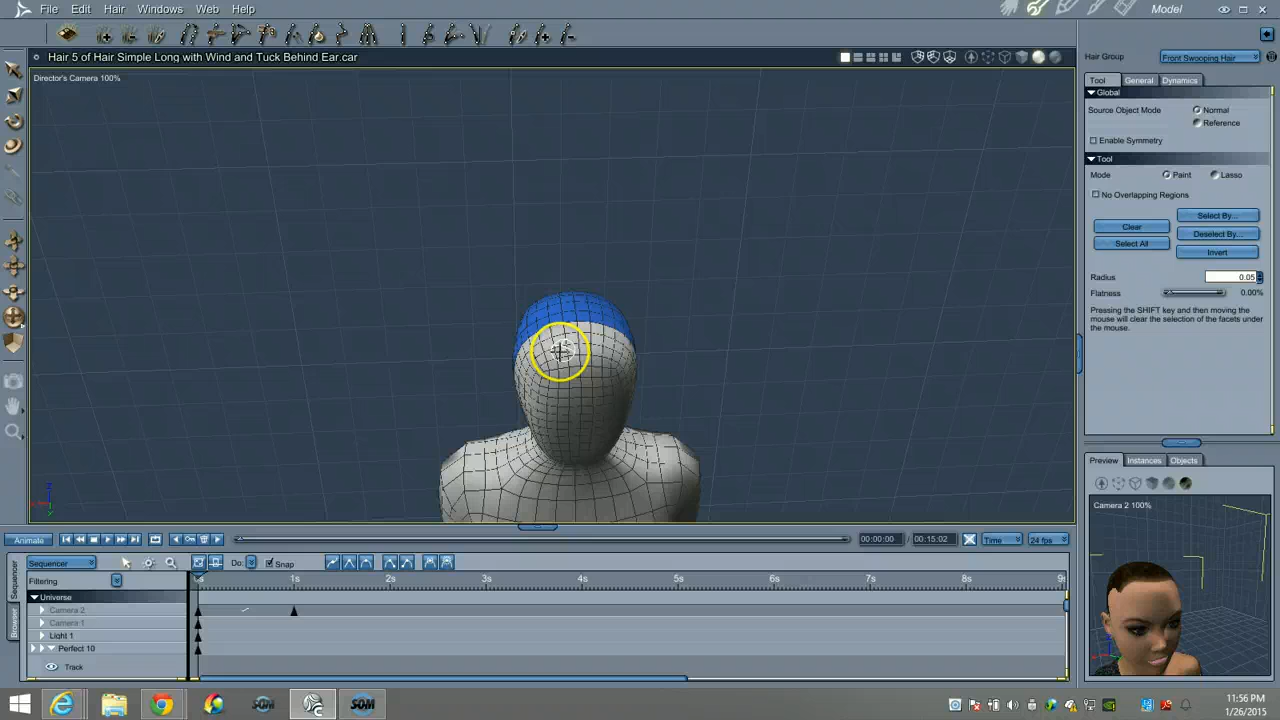 File Edit Hair Windows Web Help
Model
Hair 5 of Hair Simple Long with Wind and Tuck Behind Ear.car
Director's Camera 100%
Hair Group Front Swooping Hair
Tool General Dynamics
Global
Source Object Mode Normal
Reference
Enable Symmetry
Tool
Mode Paint Lasso
No Overlapping Regions
Clear Select By...
Select All Deselect By...
Invert
Radius 0.05
Flatness 0.00%
Pressing the SHIFT key and then moving the
mouse will clear the selection of the facets under
the mouse.
Preview Instances Objects
Camera 2 100%
Animate 00:00:00 00:15:02 Time 24 fps
Sequencer Do: Snap
Filtering 0s 1s 2s 3s 4s 5s 6s 7s 8s 9s
Universe
Camera 2
Camera 1
Light 1
Perfect 10
Track
Sequencer
Browser
SOM SOM
11:56 PM
1/26/2015